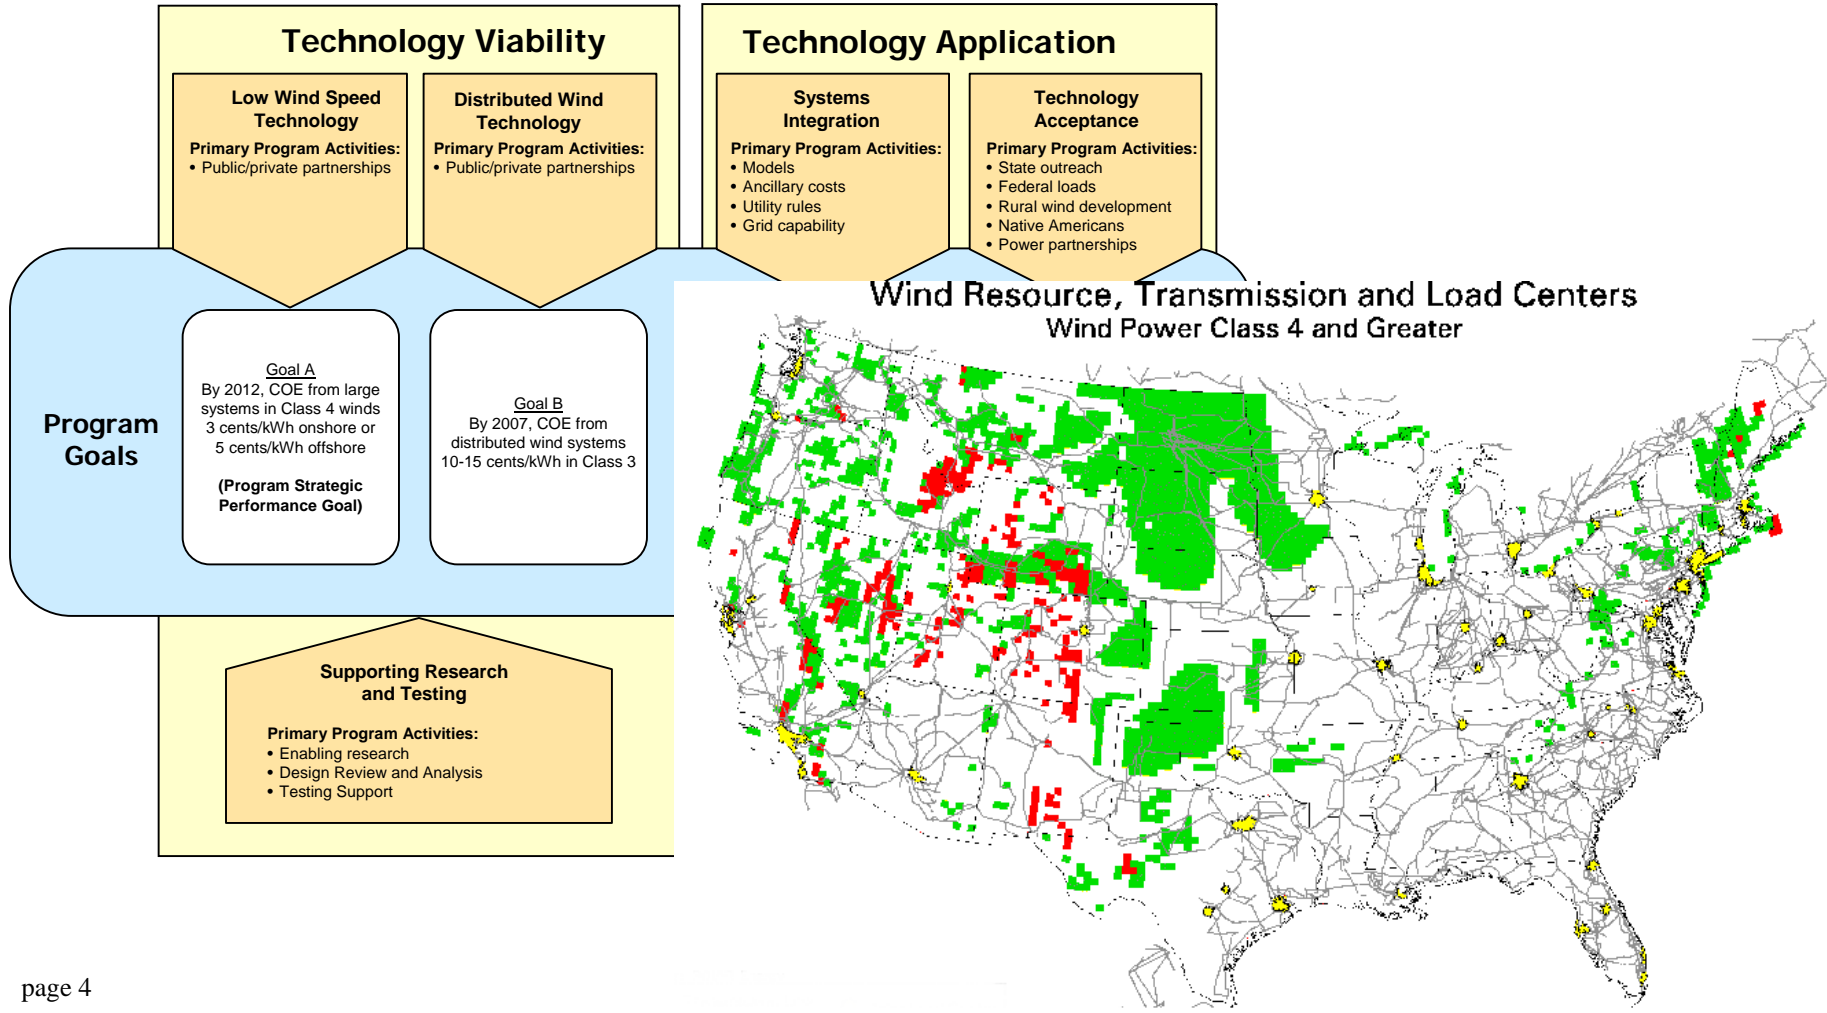 Technology Viability
Technology Application
Low Wind Speed
Technology
Primary Program Activities:
• Public/private partnerships
Distributed Wind
Technology
Primary Program Activities:
• Public/private partnerships
Systems
Integration
Primary Program Activities:
• Models
• Ancillary costs
• Utility rules
• Grid capability
Technology
Acceptance
Primary Program Activities:
• State outreach
• Federal loads
• Rural wind development
• Native Americans
• Power partnerships
Program
Goals
Goal A
By 2012, COE from large
systems in Class 4 winds
3 cents/kWh onshore or
5 cents/kWh offshore
(Program Strategic
Performance Goal)
Goal B
By 2007, COE from
distributed wind systems
10-15 cents/kWh in Class 3
Wind Resource, Transmission and Load Centers
Wind Power Class 4 and Greater
Supporting Research
and Testing
Primary Program Activities:
• Enabling research
• Design Review and Analysis
• Testing Support
page 4